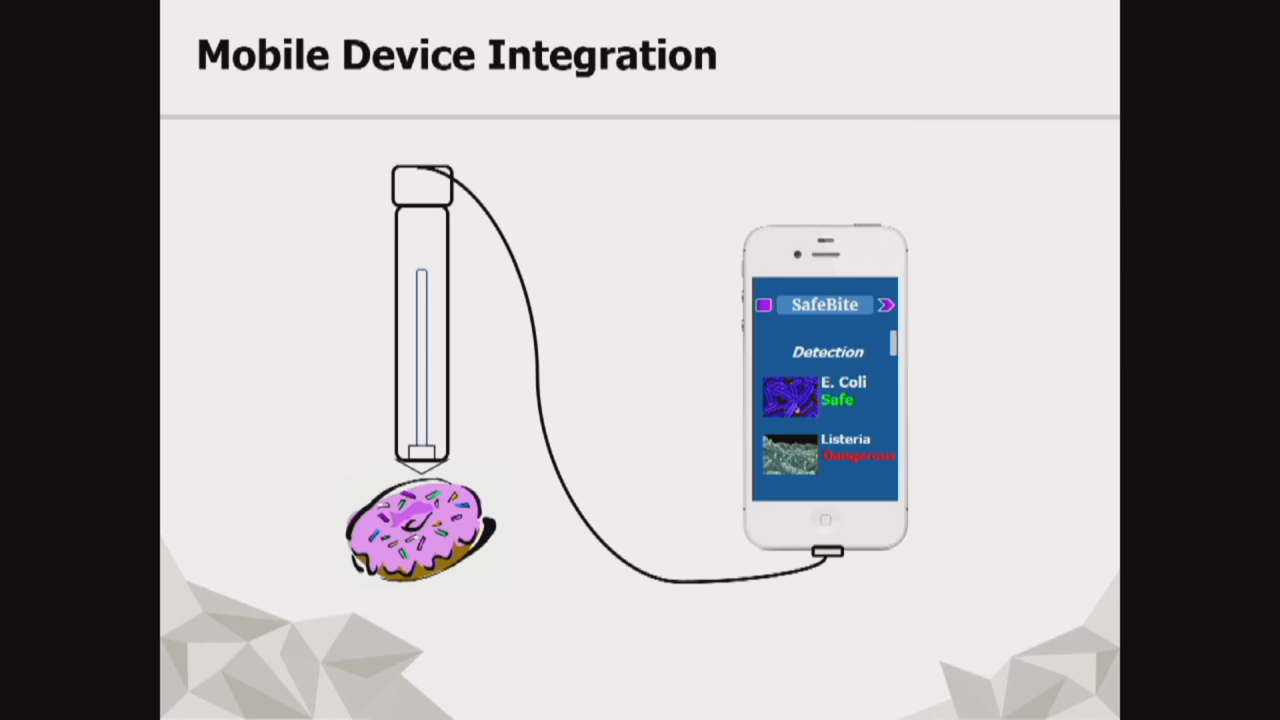 Mobile Device Integration
SafeBite
Detection
E. Coli
Safe
Listeria
Dangerous